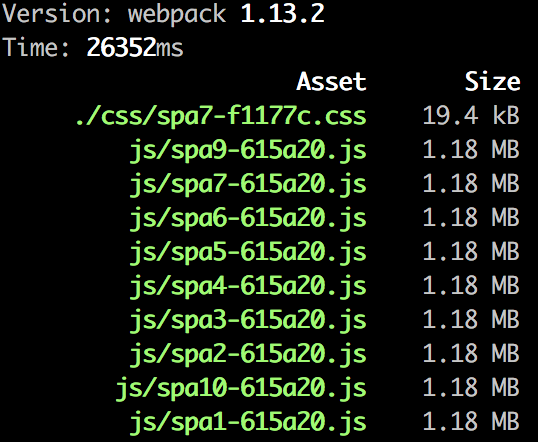 Version: webpack 1.13.2
Time: 26352ms
Asset Size
./css/spa7-f1177c.css 19.4 kB
js/spa9-615a20.js 1.18 MB
js/spa7-615a20.js 1.18 MB
js/spa6-615a20.js 1.18 MB
js/spa5-615a20.js 1.18 MB
js/spa4-615a20.js 1.18 MB
js/spa3-615a20.js 1.18 MB
js/spa2-615a20.js 1.18 MB
js/spa10-615a20.js 1.18 MB
js/spa1-615a20.js 1.18 MB